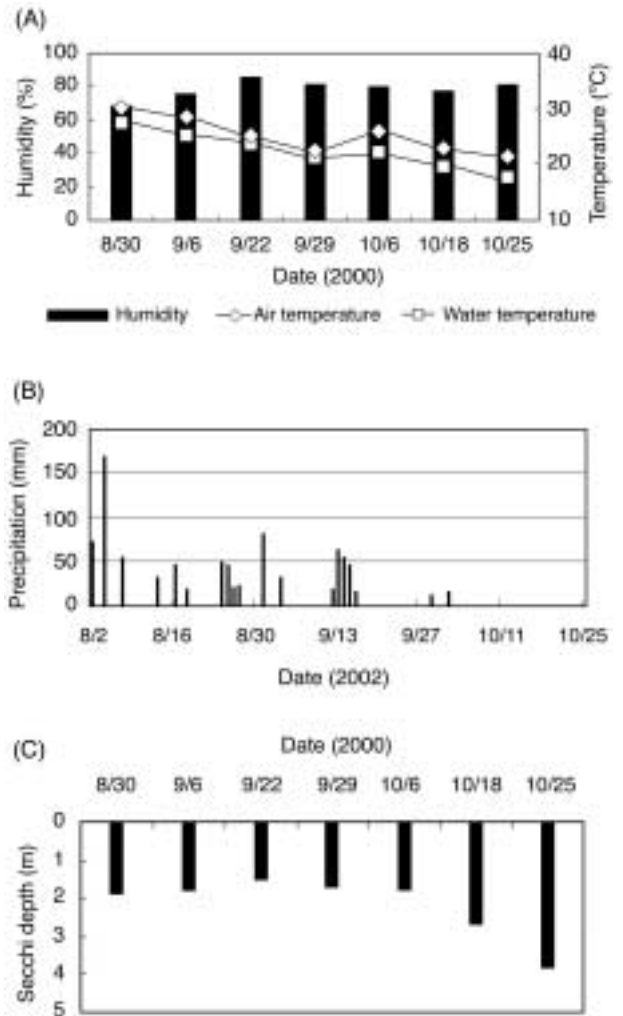 (A)
100
80
60
40
20
0
Humidity (%)
40
30
20
10
Temperature (°C)
8/30 9/6 9/22 9/29 10/6 10/18 10/25
Date (2000)
Humidity Air temperature Water temperature
(B)
200
150
100
50
0
Precipitation (mm)
8/2 8/16 8/30 9/13 9/27 10/11 10/25
Date (2002)
(C)
Date (2000)
8/30 9/6 9/22 9/29 10/6 10/18 10/25
0
1
2
3
4
5
Secchi depth (m)